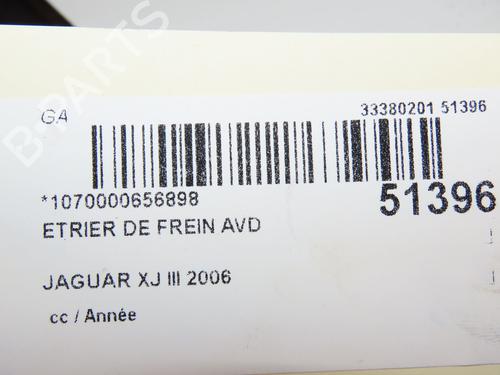 B-PARTS
GA
33380201 51396
*1070000656898
51396
ETRIER DE FREIN AVD
JAGUAR XJ III 2006
cc / Année